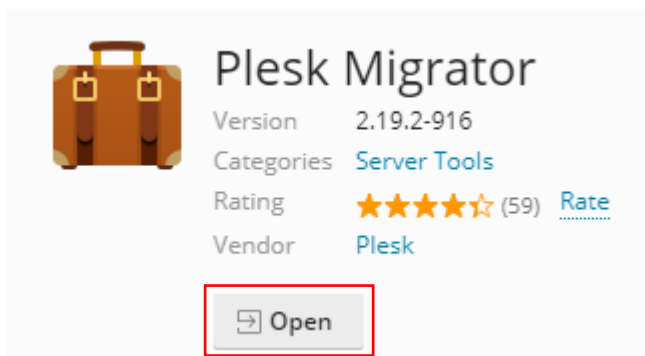 Plesk Migrator
Version 2.19.2-916
Categories Server Tools
Rating (59) Rate
Vendor Plesk
Open